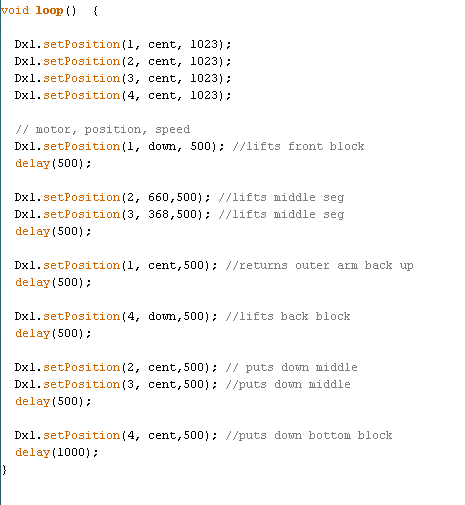 void loop()  {
Dxl.setPosition(1, cent, 1023);
Dxl.setPosition(2, cent, 1023);
Dxl.setPosition(3, cent, 1023);
Dxl.setPosition(4, cent, 1023);
// motor, position, speed
Dxl.setPosition(1, down, 500); //lifts front block
delay(500);
Dxl.setPosition(2, 660,500); //lifts middle seg
Dxl.setPosition(3, 368,500); //lifts middle seg
delay(500);
Dxl.setPosition(1, cent,500); //returns outer arm back up
delay(500);
Dxl.setPosition(4, down,500); //lifts back block
delay(500);
Dxl.setPosition(2, cent,500); // puts down middle
Dxl.setPosition(3, cent,500); //puts down middle
delay(500);
Dxl.setPosition(4, cent,500); //puts down bottom block
delay(1000);
}